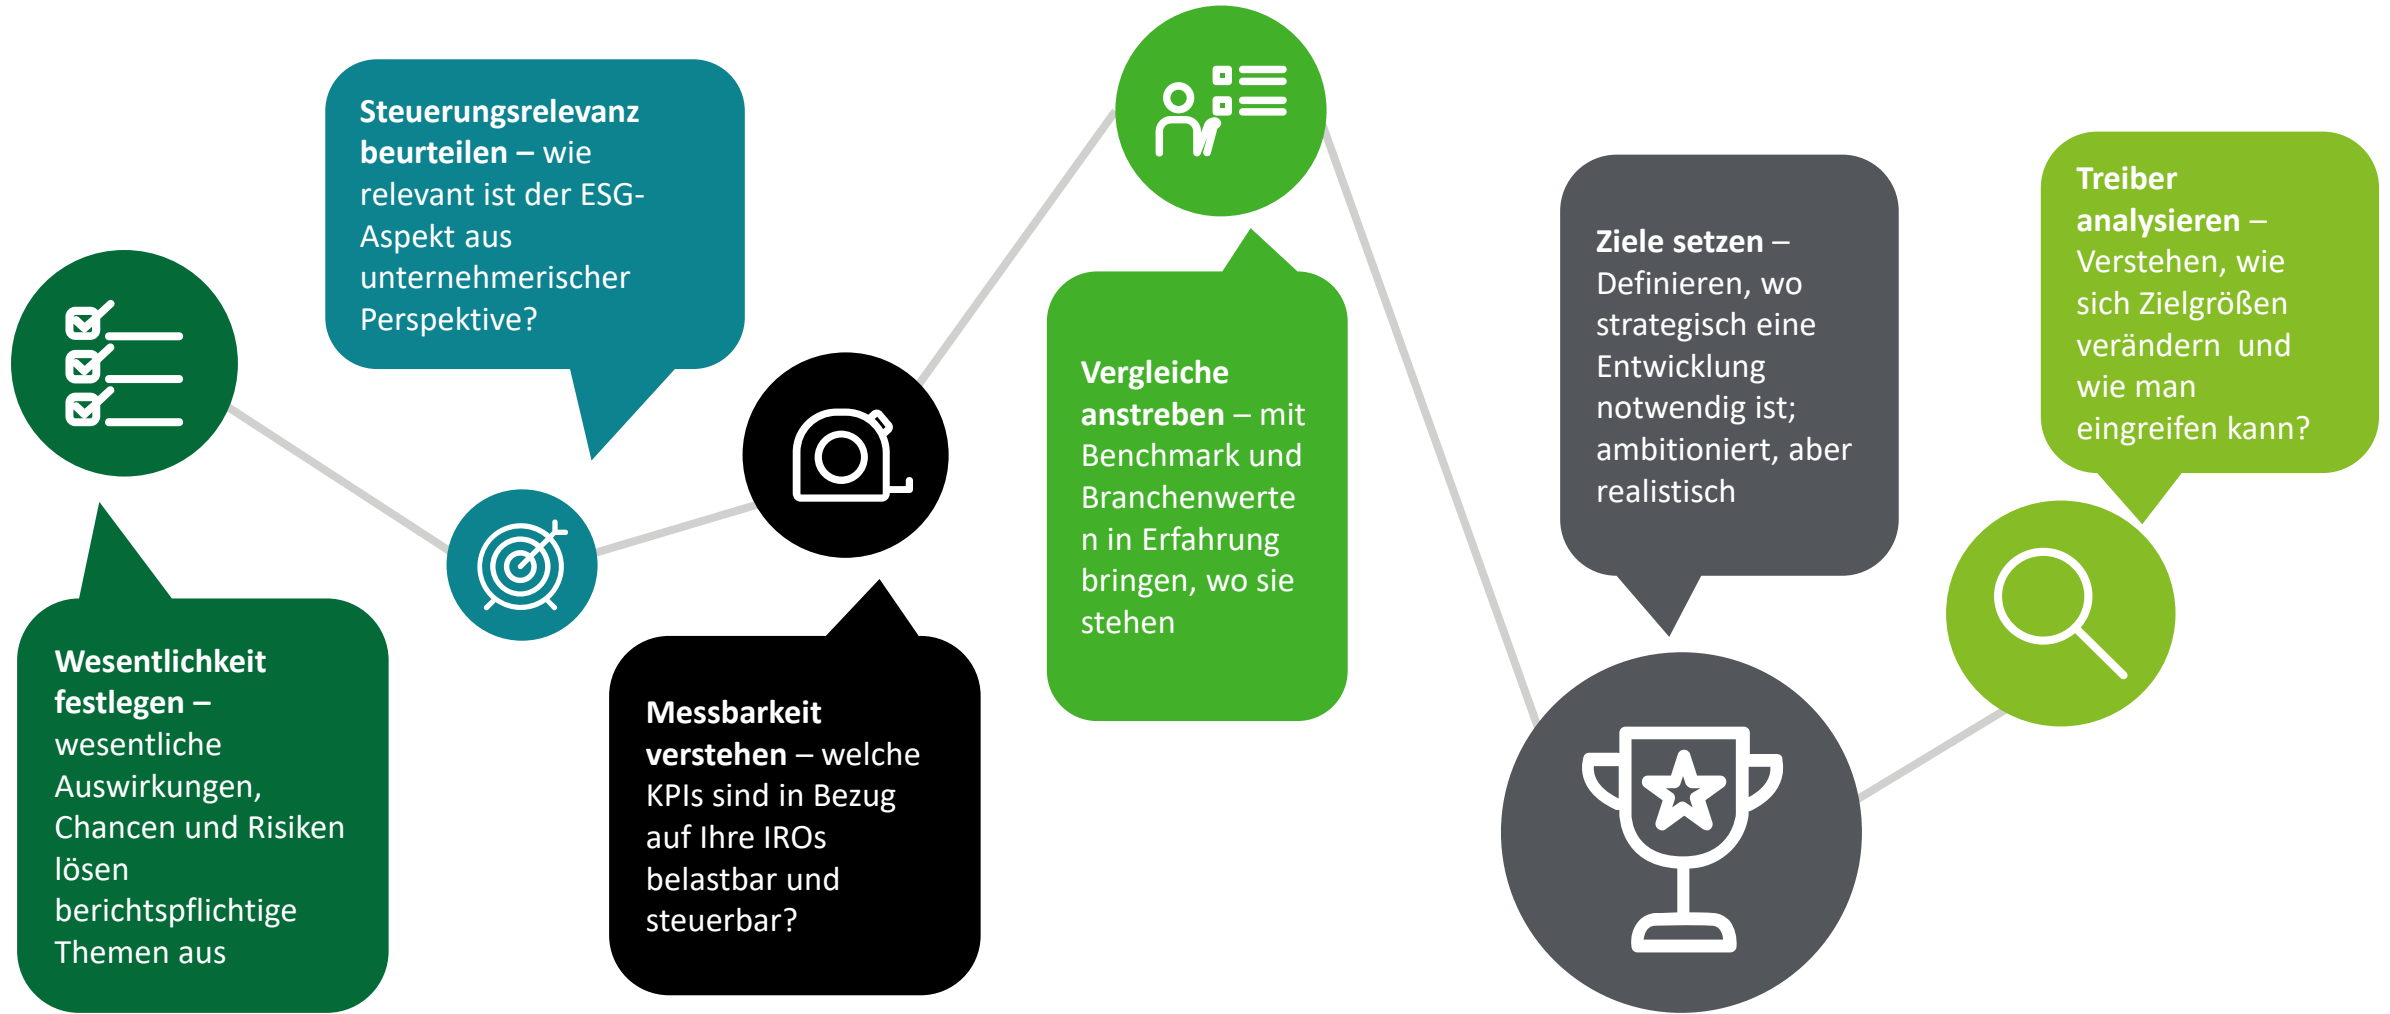 Wesentlichkeit
festlegen –
wesentliche
Auswirkungen,
Chancen und Risiken
lösen
berichtspflichtige
Themen aus
Steuerungsrelevanz
beurteilen – wie
relevant ist der ESG-
Aspekt aus
unternehmerischer
Perspektive?
Messbarkeit
verstehen – welche
KPIs sind in Bezug
auf Ihre IROs
belastbar und
steuerbar?
Vergleiche
anstreben – mit
Benchmark und
Branchenwerte
n in Erfahrung
bringen, wo sie
stehen
Ziele setzen –
Definieren, wo
strategisch eine
Entwicklung
notwendig ist;
ambitioniert, aber
realistisch
Treiber
analysieren –
Verstehen, wie
sich Zielgrößen
verändern  und
wie man
eingreifen kann?